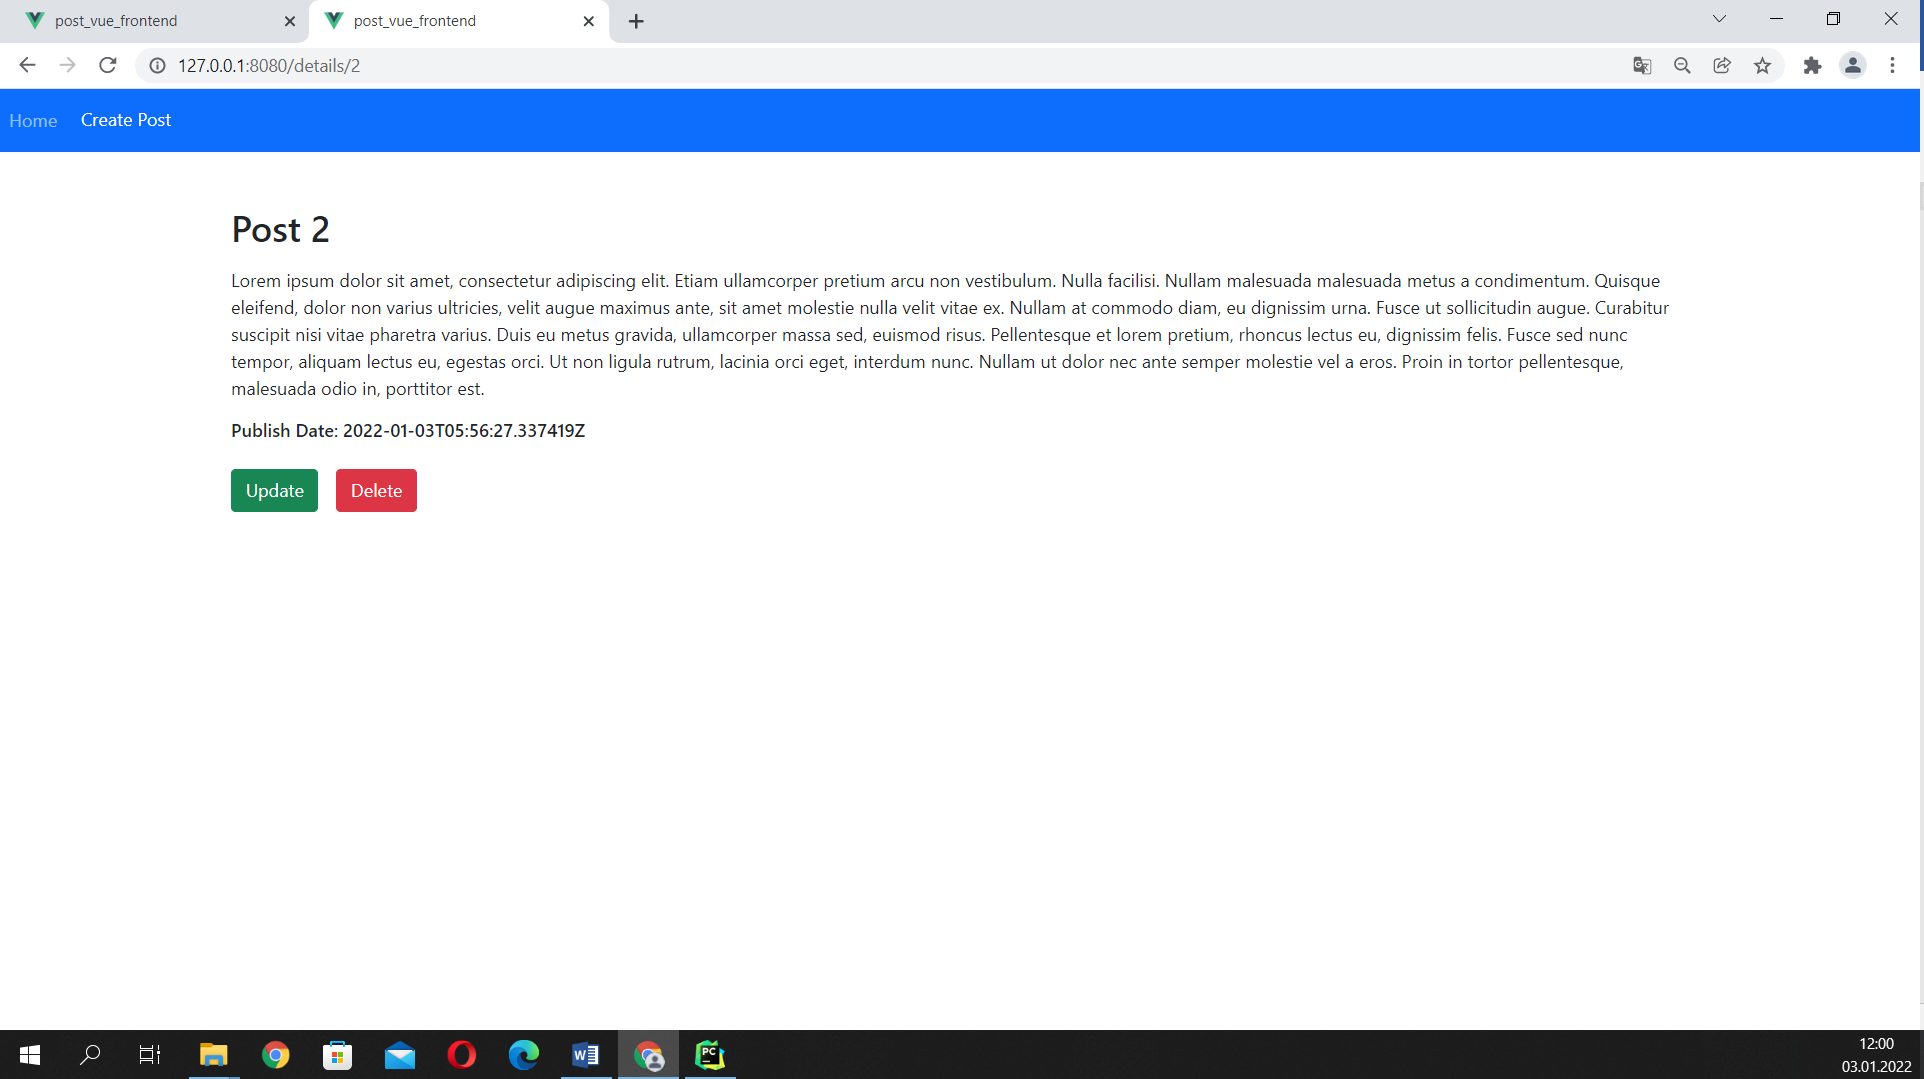 post_vue_frontend
post_vue_frontend
127.0.0.1:8080/details/2
Home Create Post
Post 2
Lorem ipsum dolor sit amet, consectetur adipiscing elit. Etiam ullamcorper pretium arcu non vestibulum. Nulla facilisi. Nullam malesuada malesuada metus a condimentum. Quisque
eleifend, dolor non varius ultricies, velit augue maximus ante, sit amet molestie nulla velit vitae ex. Nullam at commodo diam, eu dignissim urna. Fusce ut sollicitudin augue. Curabitur
suscipit nisi vitae pharetra varius. Duis eu metus gravida, ullamcorper massa sed, euismod risus. Pellentesque et lorem pretium, rhoncus lectus eu, dignissim felis. Fusce sed nunc
tempor, aliquam lectus eu, egestas orci. Ut non ligula rutrum, lacinia orci eget, interdum nunc. Nullam ut dolor nec ante semper molestie vel a eros. Proin in tortor pellentesque,
malesuada odio in, porttitor est.
Publish Date: 2022-01-03T05:56:27.337419Z
Update Delete
W
PC
12:00
03.01.2022